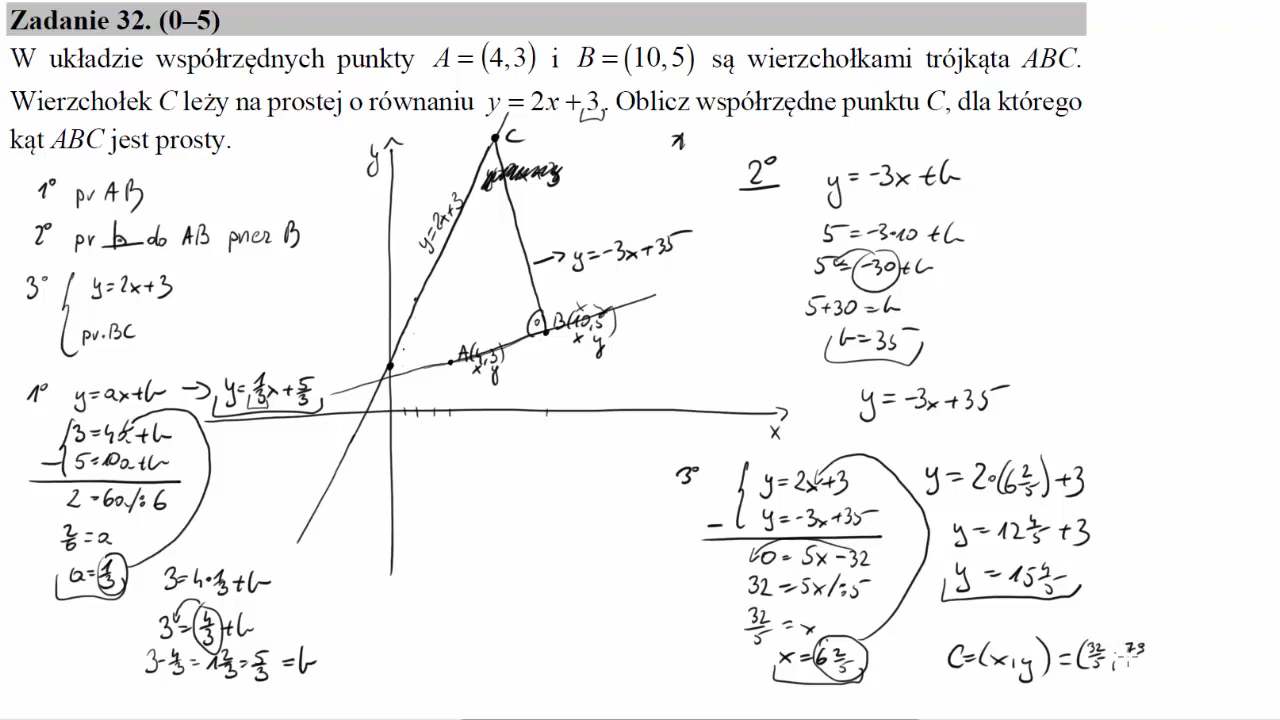 Zadanie 32. (0–5)
W układzie współrzędnych punkty A = (4,3) i B = (10,5) są wierzchołkami trójkąta ABC.
Wierzchołek C leży na prostej o równaniu y = 2x + 3. Oblicz współrzędne punktu C, dla którego
kąt ABC jest prosty.
1° pr AB
2° pr ⊥ do AB przez B
3° { y=2x+3
pr. BC
1° y=ax+b → y=1/3x+5/3
3=4a+b
− 5=10a+b
2=6a/:6
2/6=a
a=1/3
3=4·1/3+b
3=4/3+b
3-4/3=1 2/3=5/3=b
y
C
y=2x+3
→ y=-3x+35
B(10,5)
x y
A(4,3)
x y
x
2°
y=-3x+b
5=-3·10+b
5=-30+b
5+30=b
b=35
y=-3x+35
3° { y=2x+3
− y=-3x+35
0=5x-32
32=5x/:5
32/5=x
x=6 2/5
y=2·(6 2/5)+3
y=12 4/5+3
y=15 4/5
C=(x,y)=(32/5; 79